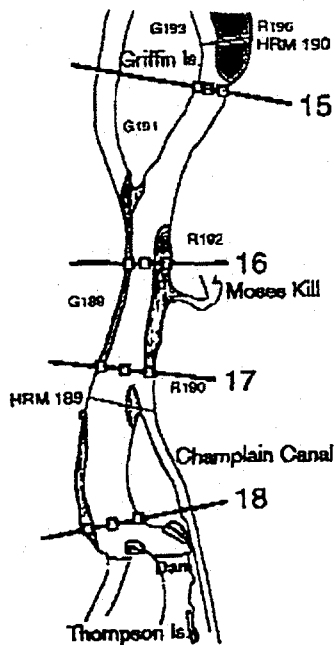 G193
R196
HRM 190
Griffin Is.
15
G191
R192
16
G189
Moses Kill
17
R190
HRM 189
Champlain Canal
18
Dam
Thompson Is.